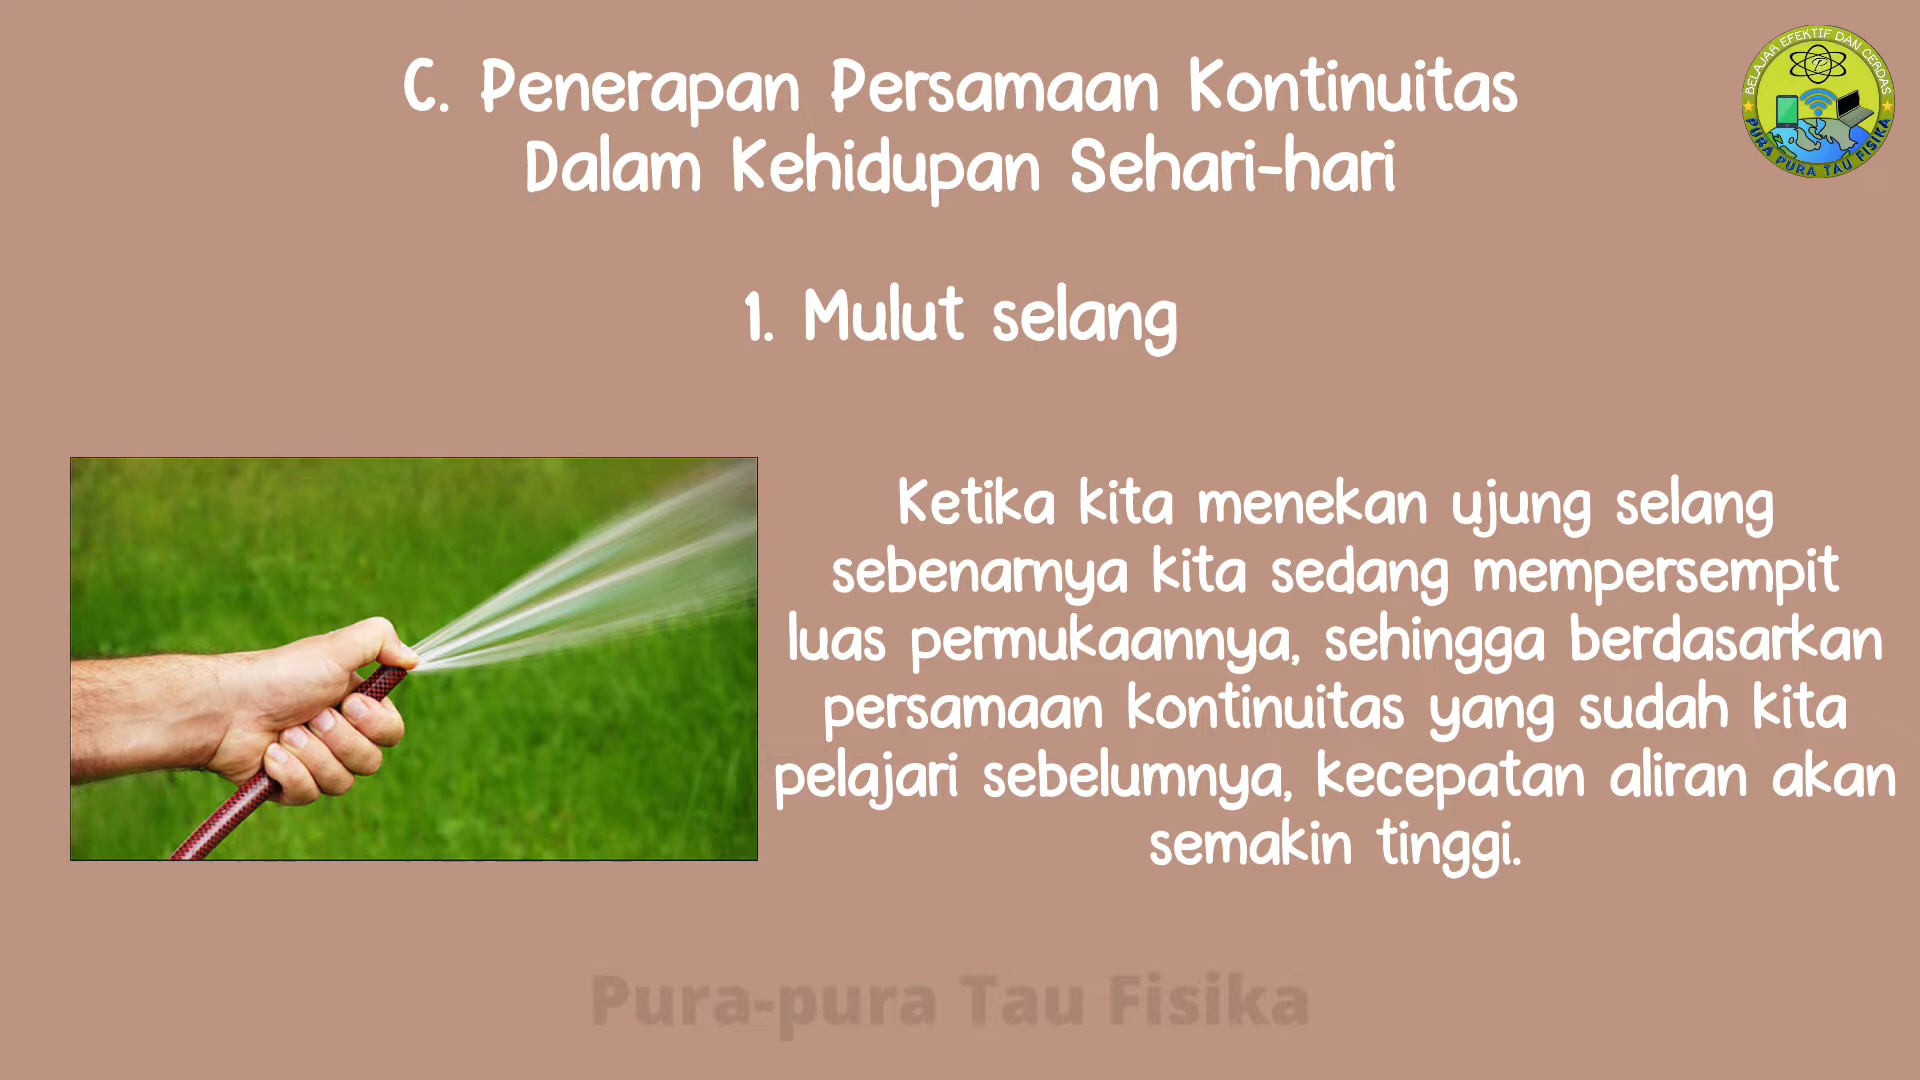 C. Penerapan Persamaan Kontinuitas
Dalam Kehidupan Sehari-hari
BELAJAR EFEKTIF DAN CERDAS
PURA PURA TAU FISIKA
1. Mulut selang
Ketika kita menekan ujung selang
sebenarnya kita sedang mempersempit
luas permukaannya, sehingga berdasarkan
persamaan kontinuitas yang sudah kita
pelajari sebelumnya, kecepatan aliran akan
semakin tinggi.
Pura-pura Tau Fisika